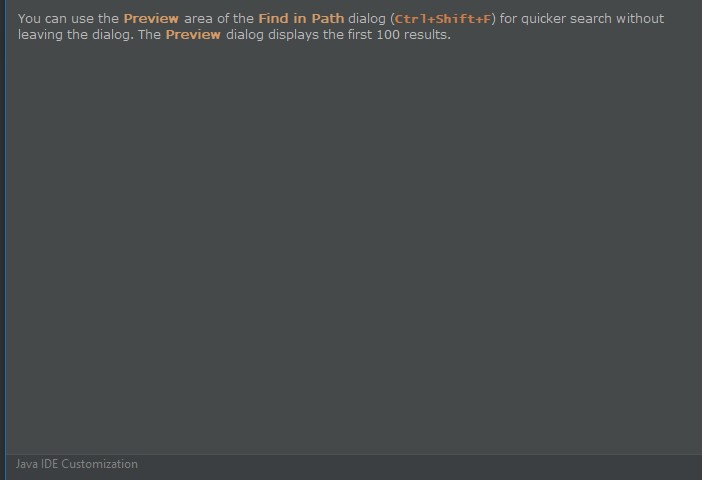 You can use the Preview area of the Find in Path dialog (Ctrl+Shift+F) for quicker search without
leaving the dialog. The Preview dialog displays the first 100 results.
Java IDE Customization